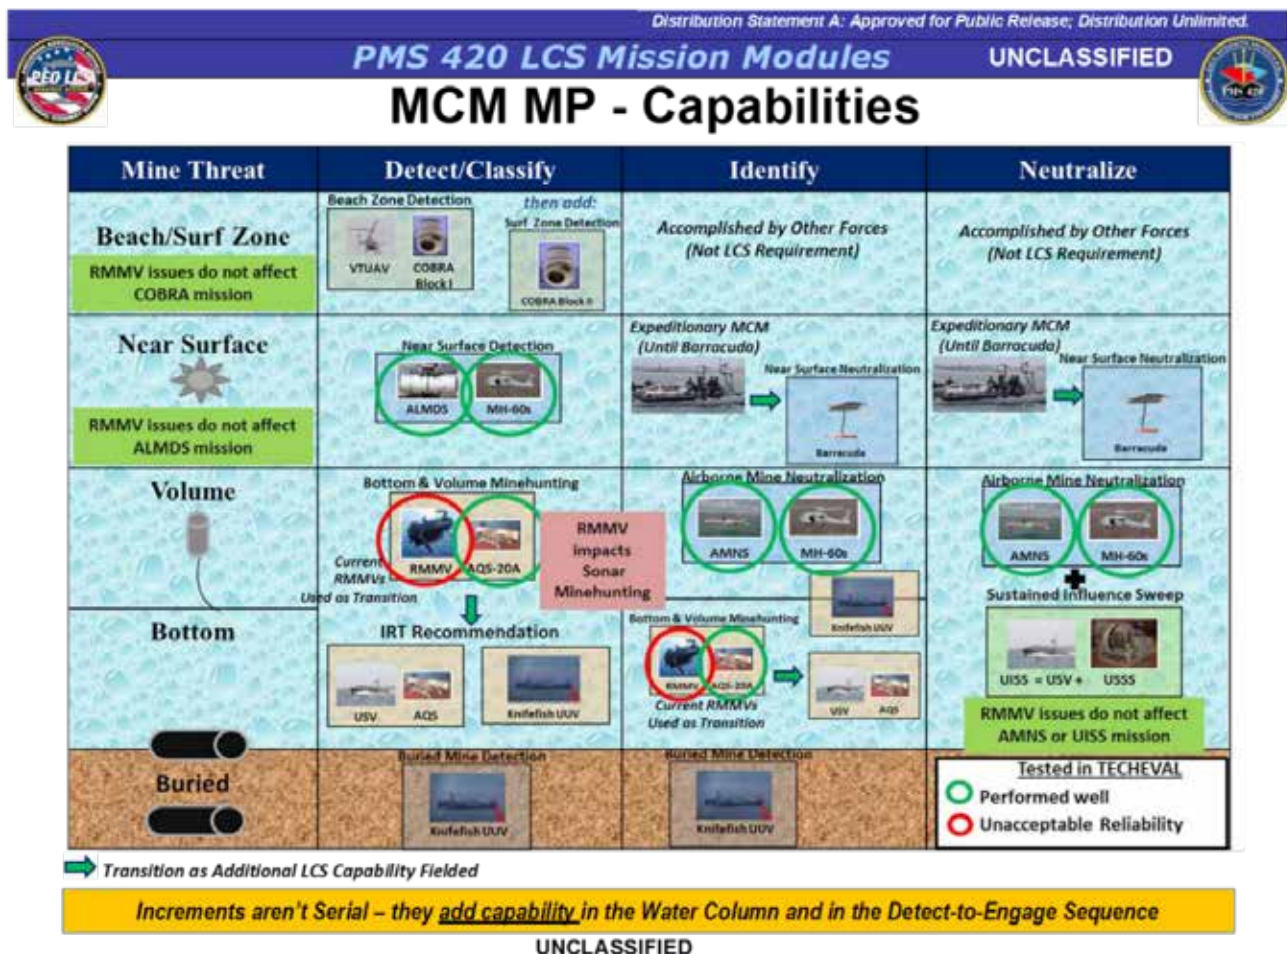 Distribution Statement A: Approved for Public Release; Distribution Unlimited.
PMS 420 LCS Mission Modules
UNCLASSIFIED
PEO LCS
PMS 420
MCM MP - Capabilities
Mine Threat
Detect/Classify
Identify
Neutralize
Beach/Surf Zone
RMMV issues do not affect
COBRA mission
Beach Zone Detection
VTUAV
COBRA
Block I
then add:
Surf Zone Detection
COBRA Block II
Accomplished by Other Forces
(Not LCS Requirement)
Accomplished by Other Forces
(Not LCS Requirement)
Near Surface
RMMV issues do not affect
ALMDS mission
Near Surface Detection
ALMDS
MH-60s
Expeditionary MCM
(Until Barracuda)
Near Surface Neutralization
Barracuda
Expeditionary MCM
(Until Barracuda)
Near Surface Neutralization
Barracuda
Volume
Bottom & Volume Minehunting
RMMV
AQS-20A
Current
RMMVs
Used as Transition
RMMV
impacts
Sonar
Minehunting
Airborne Mine Neutralization
AMNS
MH-60s
Knifefish UUV
Airborne Mine Neutralization
AMNS
MH-60s
+
Sustained Influence Sweep
UISS = USV +
USSS
RMMV issues do not affect
AMNS or UISS mission
Bottom
IRT Recommendation
USV
AQS
Knifefish UUV
Bottom & Volume Minehunting
RMMV
AQS-20A
Current RMMVs
Used as Transition
USV
AQS
Buried
Buried Mine Detection
Knifefish UUV
Buried Mine Detection
Knifefish UUV
Tested in TECHEVAL
Performed well
Unacceptable Reliability
Transition as Additional LCS Capability Fielded
Increments aren't Serial – they add capability in the Water Column and in the Detect-to-Engage Sequence
UNCLASSIFIED